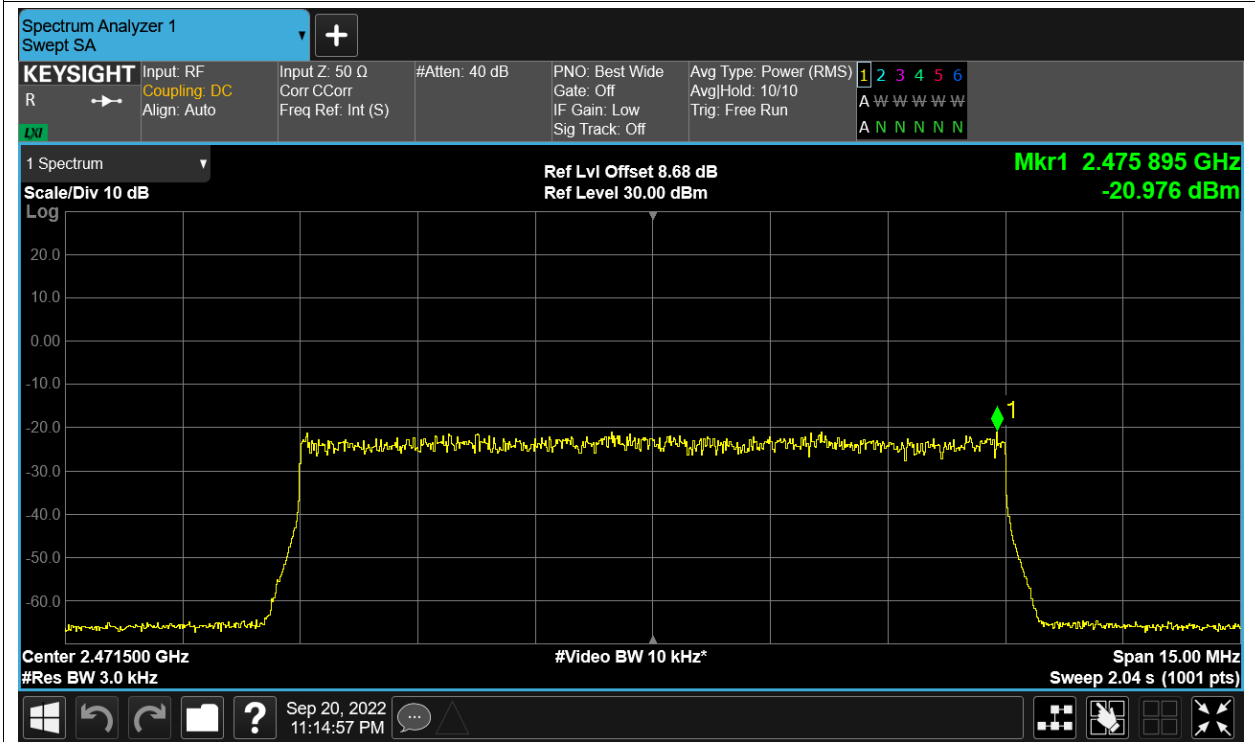 Spectrum Analyzer 1
Swept SA
+
KEYSIGHT
R
LXI
Input: RF
Coupling: DC
Align: Auto
Input Z: 50 Ω
Corr CCorr
Freq Ref: Int (S)
#Atten: 40 dB
PNO: Best Wide
Gate: Off
IF Gain: Low
Sig Track: Off
Avg Type: Power (RMS)
Avg|Hold: 10/10
Trig: Free Run
1 2 3 4 5 6
A W W W W W
A N N N N N
1 Spectrum
Scale/Div 10 dB
Log
Ref Lvl Offset 8.68 dB
Ref Level 30.00 dBm
Mkr1 2.475 895 GHz
-20.976 dBm
20.0
10.0
0.00
-10.0
-20.0
-30.0
-40.0
-50.0
-60.0
1
Center 2.471500 GHz
#Res BW 3.0 kHz
#Video BW 10 kHz*
Span 15.00 MHz
Sweep 2.04 s (1001 pts)
?
Sep 20, 2022
11:14:57 PM